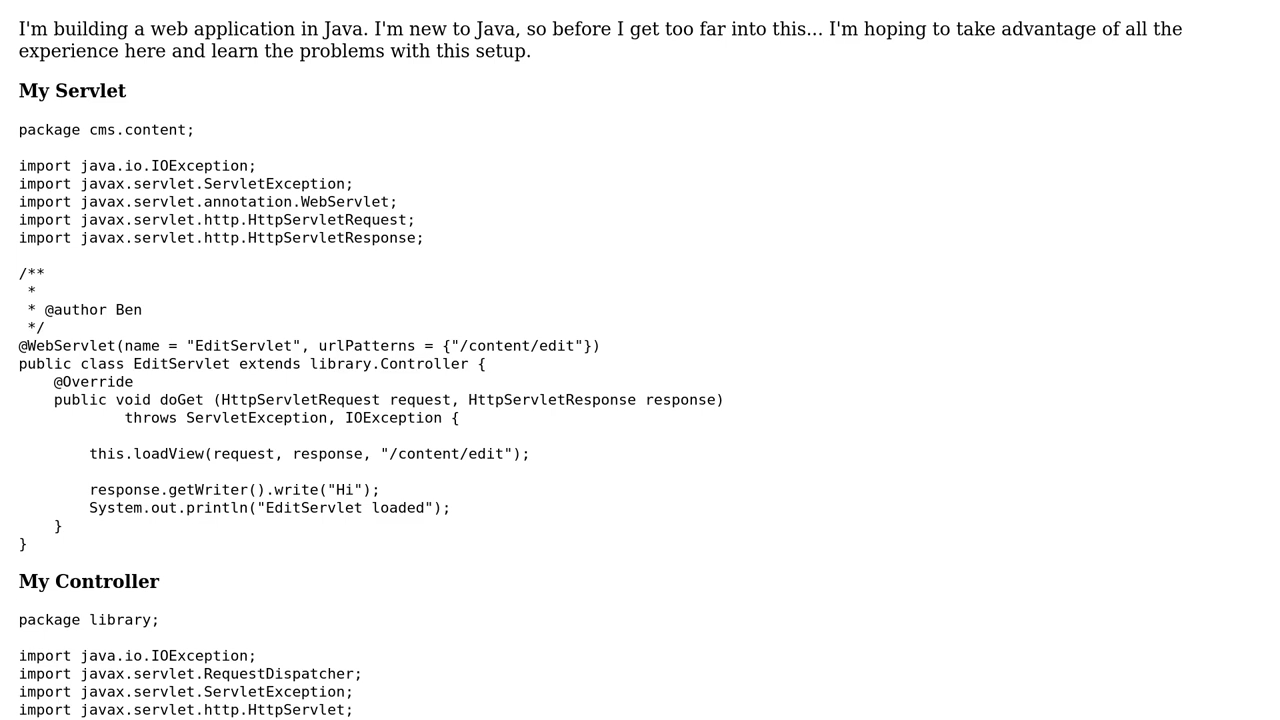 I'm building a web application in Java. I'm new to Java, so before I get too far into this... I'm hoping to take advantage of all the
experience here and learn the problems with this setup.
My Servlet
package cms.content;

import java.io.IOException;
import javax.servlet.ServletException;
import javax.servlet.annotation.WebServlet;
import javax.servlet.http.HttpServletRequest;
import javax.servlet.http.HttpServletResponse;

/**
 *
 * @author Ben
 */
@WebServlet(name = "EditServlet", urlPatterns = {"/content/edit"})
public class EditServlet extends library.Controller {
    @Override
    public void doGet (HttpServletRequest request, HttpServletResponse response)
            throws ServletException, IOException {

        this.loadView(request, response, "/content/edit");

        response.getWriter().write("Hi");
        System.out.println("EditServlet loaded");
    }
}
My Controller
package library;

import java.io.IOException;
import javax.servlet.RequestDispatcher;
import javax.servlet.ServletException;
import javax.servlet.http.HttpServlet;